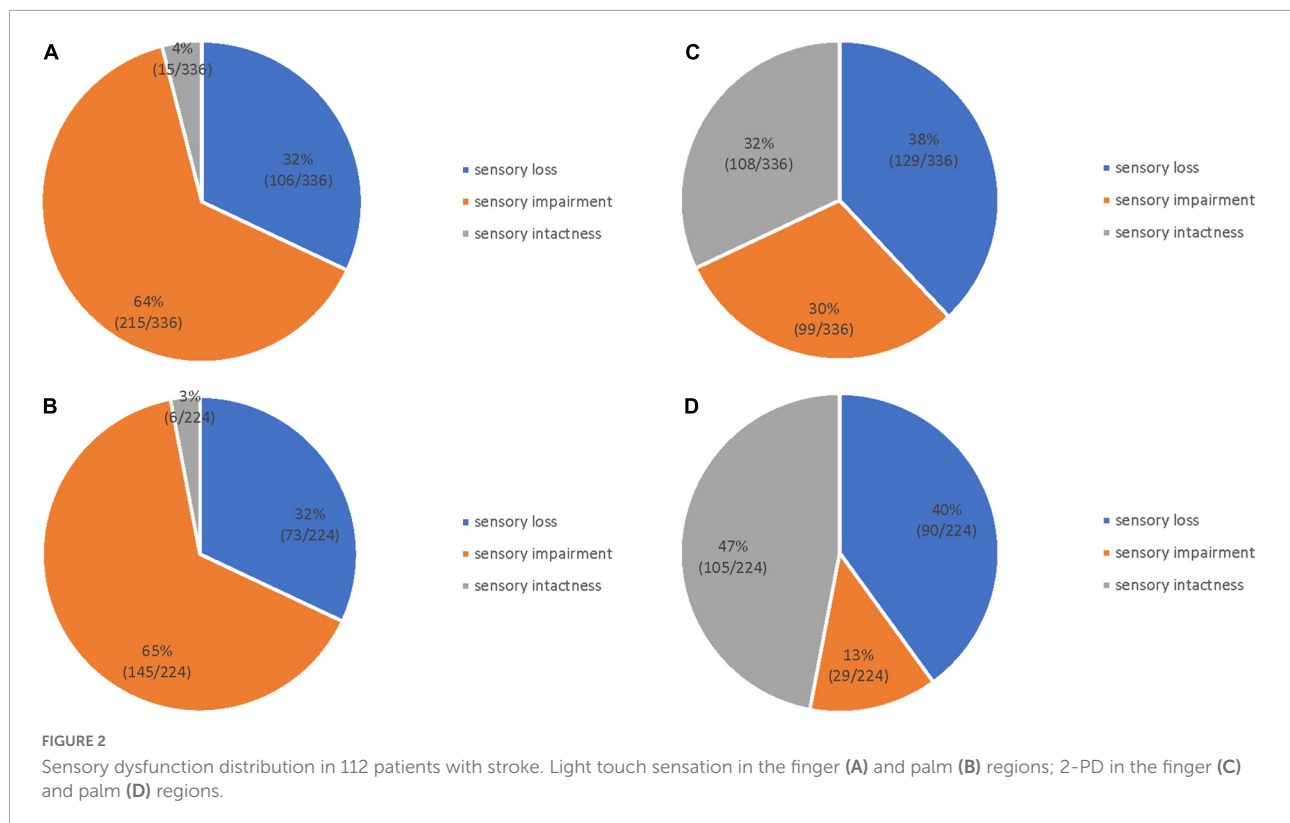 A
4%
(15/336)
32%
(106/336)
64%
(215/336)
sensory loss
sensory impairment
sensory intactness
C
32%
(108/336)
38%
(129/336)
30%
(99/336)
sensory loss
sensory impairment
sensory intactness
B
3%
(6/224)
32%
(73/224)
65%
(145/224)
sensory loss
sensory impairment
sensory intactness
D
47%
(105/224)
40%
(90/224)
13%
(29/224)
sensory loss
sensory impairment
sensory intactness
FIGURE 2
Sensory dysfunction distribution in 112 patients with stroke. Light touch sensation in the finger (A) and palm (B) regions; 2-PD in the finger (C)
and palm (D) regions.